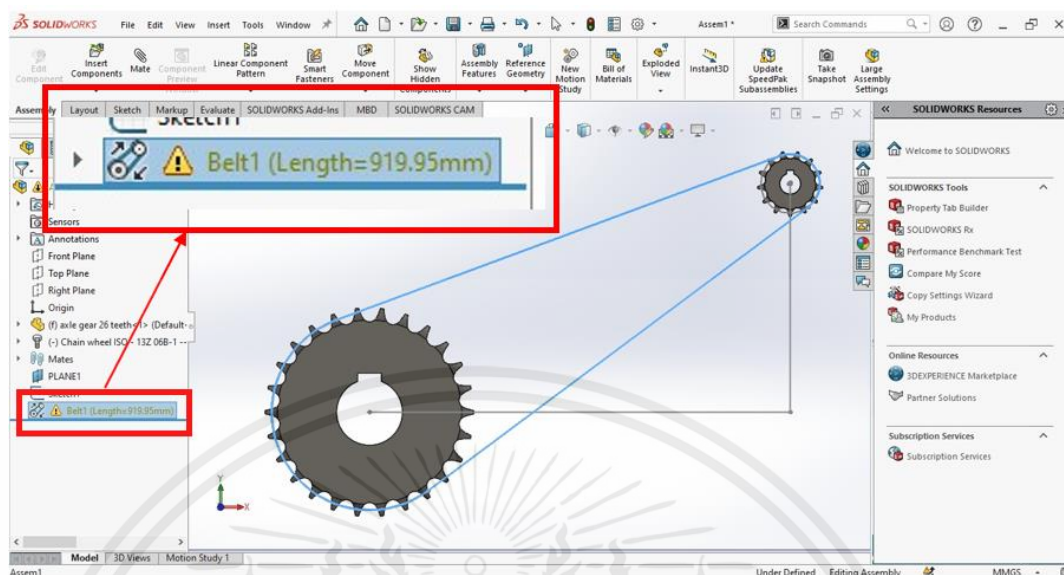 SOLIDWORKS File Edit View Insert Tools Window Assem1 * Search Commands
Edit Component
Insert Components
Mate
Component Preview
Linear Component Pattern
Smart Fasteners
Move Component
Show Hidden Components
Assembly Features
Reference Geometry
New Motion Study
Bill of Materials
Exploded View
Instant3D
Update SpeedPak Subassemblies
Take Snapshot
Large Assembly Settings
Assembly Layout Sketch Markup Evaluate SOLIDWORKS Add-Ins MBD SOLIDWORKS CAM
Sketch1
Belt1 (Length=919.95mm)
Sensors
Annotations
Front Plane
Top Plane
Right Plane
Origin
(f) axle gear 26 teeth<1> (Default<
(-) Chain wheel ISO - 13Z 06B-1 --
Mates
PLANE1
Belt1 (Length=919.95mm)
Y
X
SOLIDWORKS Resources
Welcome to SOLIDWORKS
SOLIDWORKS Tools
Property Tab Builder
SOLIDWORKS Rx
Performance Benchmark Test
Compare My Score
Copy Settings Wizard
My Products
Online Resources
3DEXPERIENCE Marketplace
Partner Solutions
Subscription Services
Subscription Services
Model 3D Views Motion Study 1
Assem1 Under Defined Editing Assembly MMGS